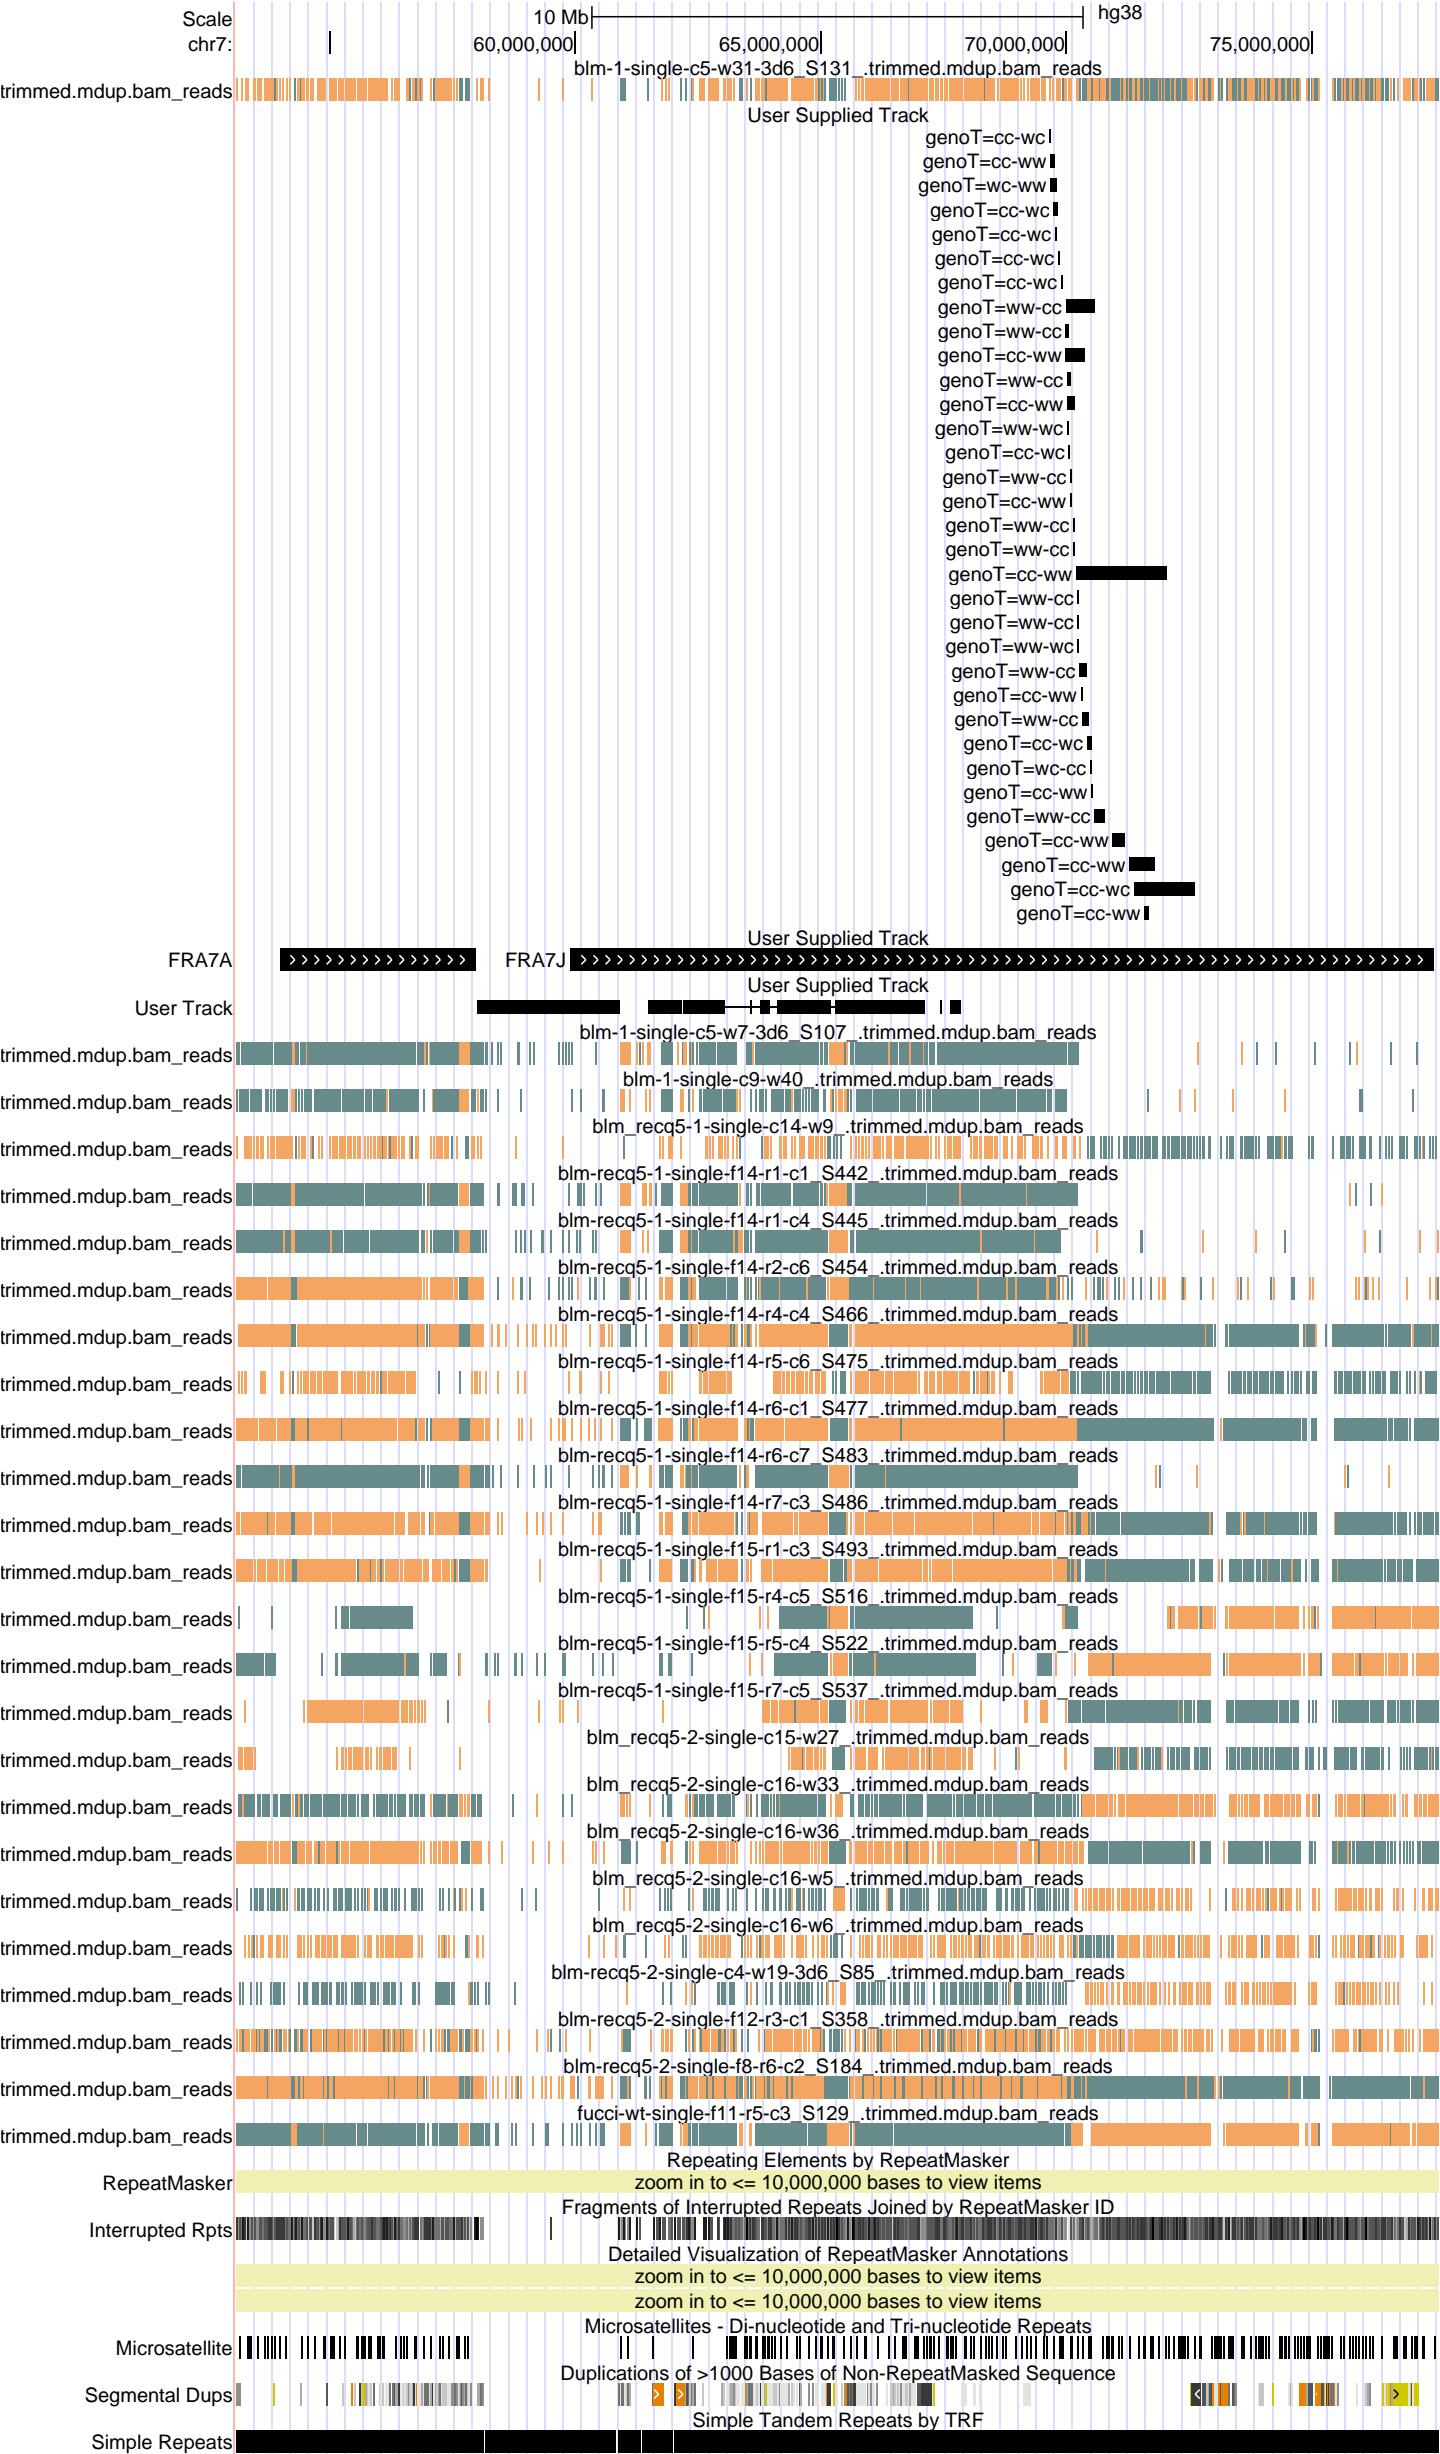 Scale 10 Mb hg38
chr7: 60,000,000 65,000,000 70,000,000 75,000,000
blm-1-single-c5-w31-3d6_S131_.trimmed.mdup.bam_reads
trimmed.mdup.bam_reads
User Supplied Track
genoT=cc-wc
genoT=cc-ww
genoT=wc-ww
genoT=cc-wc
genoT=cc-wc
genoT=cc-wc
genoT=cc-wc
genoT=ww-cc
genoT=ww-cc
genoT=cc-ww
genoT=ww-cc
genoT=cc-ww
genoT=ww-wc
genoT=cc-wc
genoT=ww-cc
genoT=cc-ww
genoT=ww-cc
genoT=ww-cc
genoT=cc-ww
genoT=ww-cc
genoT=ww-cc
genoT=ww-wc
genoT=ww-cc
genoT=cc-ww
genoT=ww-cc
genoT=cc-wc
genoT=wc-cc
genoT=cc-ww
genoT=ww-cc
genoT=cc-ww
genoT=cc-ww
genoT=cc-wc
genoT=cc-ww
User Supplied Track
FRA7A FRA7J
User Supplied Track
User Track
blm-1-single-c5-w7-3d6_S107_.trimmed.mdup.bam_reads
trimmed.mdup.bam_reads
blm-1-single-c9-w40_.trimmed.mdup.bam_reads
trimmed.mdup.bam_reads
blm_recq5-1-single-c14-w9_.trimmed.mdup.bam_reads
trimmed.mdup.bam_reads
blm-recq5-1-single-f14-r1-c1_S442_.trimmed.mdup.bam_reads
trimmed.mdup.bam_reads
blm-recq5-1-single-f14-r1-c4_S445_.trimmed.mdup.bam_reads
trimmed.mdup.bam_reads
blm-recq5-1-single-f14-r2-c6_S454_.trimmed.mdup.bam_reads
trimmed.mdup.bam_reads
blm-recq5-1-single-f14-r4-c4_S466_.trimmed.mdup.bam_reads
trimmed.mdup.bam_reads
blm-recq5-1-single-f14-r5-c6_S475_.trimmed.mdup.bam_reads
trimmed.mdup.bam_reads
blm-recq5-1-single-f14-r6-c1_S477_.trimmed.mdup.bam_reads
trimmed.mdup.bam_reads
blm-recq5-1-single-f14-r6-c7_S483_.trimmed.mdup.bam_reads
trimmed.mdup.bam_reads
blm-recq5-1-single-f14-r7-c3_S486_.trimmed.mdup.bam_reads
trimmed.mdup.bam_reads
blm-recq5-1-single-f15-r1-c3_S493_.trimmed.mdup.bam_reads
trimmed.mdup.bam_reads
blm-recq5-1-single-f15-r4-c5_S516_.trimmed.mdup.bam_reads
trimmed.mdup.bam_reads
blm-recq5-1-single-f15-r5-c4_S522_.trimmed.mdup.bam_reads
trimmed.mdup.bam_reads
blm-recq5-1-single-f15-r7-c5_S537_.trimmed.mdup.bam_reads
trimmed.mdup.bam_reads
blm_recq5-2-single-c15-w27_.trimmed.mdup.bam_reads
trimmed.mdup.bam_reads
blm_recq5-2-single-c16-w33_.trimmed.mdup.bam_reads
trimmed.mdup.bam_reads
blm_recq5-2-single-c16-w36_.trimmed.mdup.bam_reads
trimmed.mdup.bam_reads
blm_recq5-2-single-c16-w5_.trimmed.mdup.bam_reads
trimmed.mdup.bam_reads
blm_recq5-2-single-c16-w6_.trimmed.mdup.bam_reads
trimmed.mdup.bam_reads
blm-recq5-2-single-c4-w19-3d6_S85_.trimmed.mdup.bam_reads
trimmed.mdup.bam_reads
blm-recq5-2-single-f12-r3-c1_S358_.trimmed.mdup.bam_reads
trimmed.mdup.bam_reads
blm-recq5-2-single-f8-r6-c2_S184_.trimmed.mdup.bam_reads
trimmed.mdup.bam_reads
fucci-wt-single-f11-r5-c3_S129_.trimmed.mdup.bam_reads
trimmed.mdup.bam_reads
Repeating Elements by RepeatMasker
RepeatMasker zoom in to <= 10,000,000 bases to view items
Fragments of Interrupted Repeats Joined by RepeatMasker ID
Interrupted Rpts
Detailed Visualization of RepeatMasker Annotations
zoom in to <= 10,000,000 bases to view items
zoom in to <= 10,000,000 bases to view items
Microsatellites - Di-nucleotide and Tri-nucleotide Repeats
Microsatellite
Duplications of >1000 Bases of Non-RepeatMasked Sequence
Segmental Dups
Simple Tandem Repeats by TRF
Simple Repeats